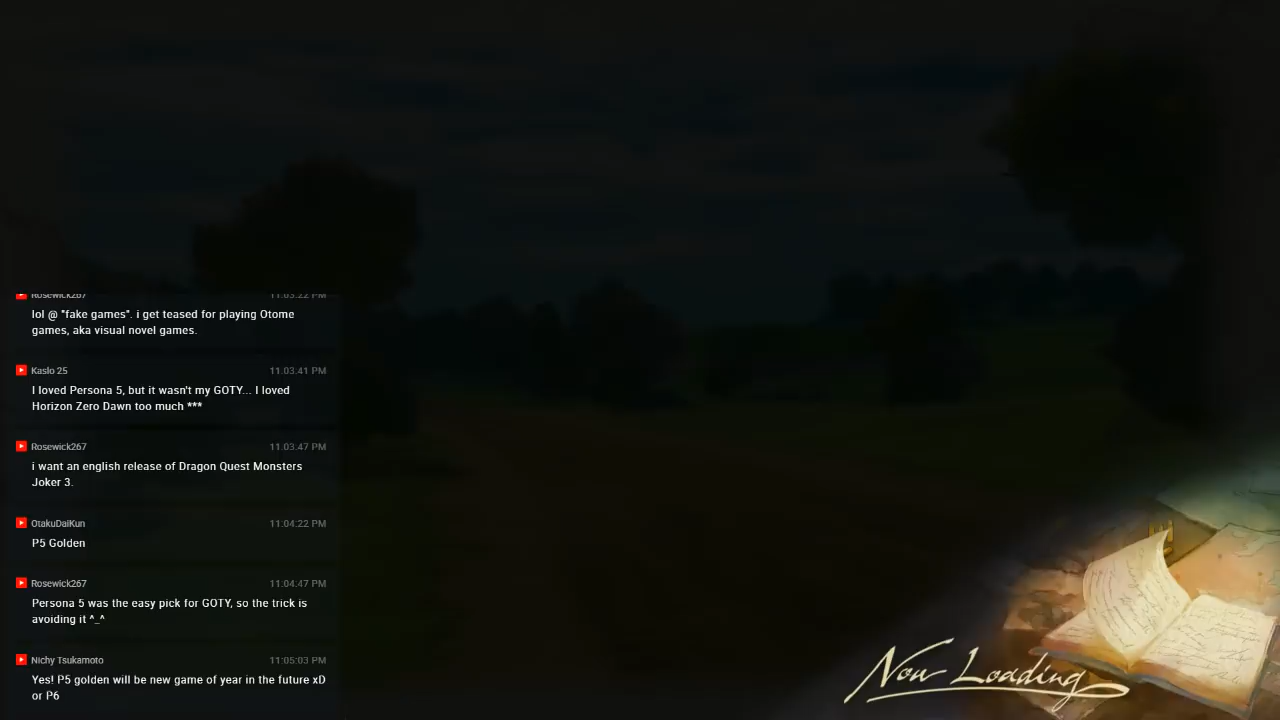 Rosewick267 11:03:22 PM
lol @ "fake games". i get teased for playing Otome
games, aka visual novel games.
Kaslo 25 11:03:41 PM
I loved Persona 5, but it wasn't my GOTY... I loved
Horizon Zero Dawn too much ***
Rosewick267 11:03:47 PM
i want an english release of Dragon Quest Monsters
Joker 3.
OtakuDaiKun 11:04:22 PM
P5 Golden
Rosewick267 11:04:47 PM
Persona 5 was the easy pick for GOTY, so the trick is
avoiding it ^_^
Nichy Tsukamoto 11:05:03 PM
Yes! P5 golden will be new game of year in the future xD
or P6
Now Loading